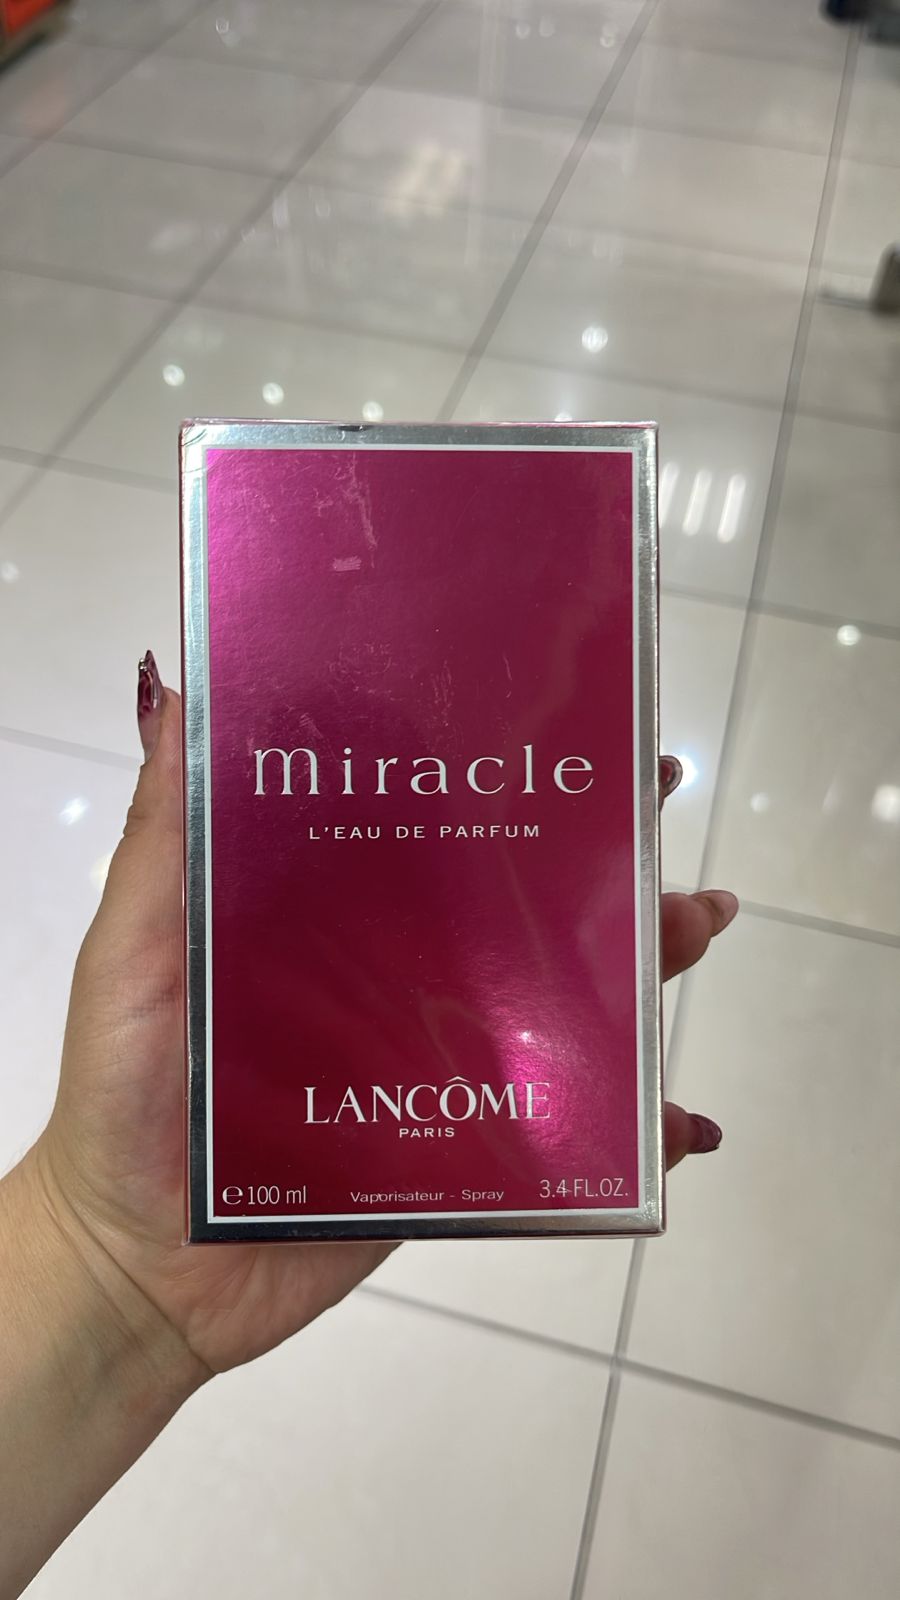 miracle
L'EAU DE PARFUM
LANCÔME
PARIS
℮100 ml Vaporisateur - Spray 3.4 FL.OZ.